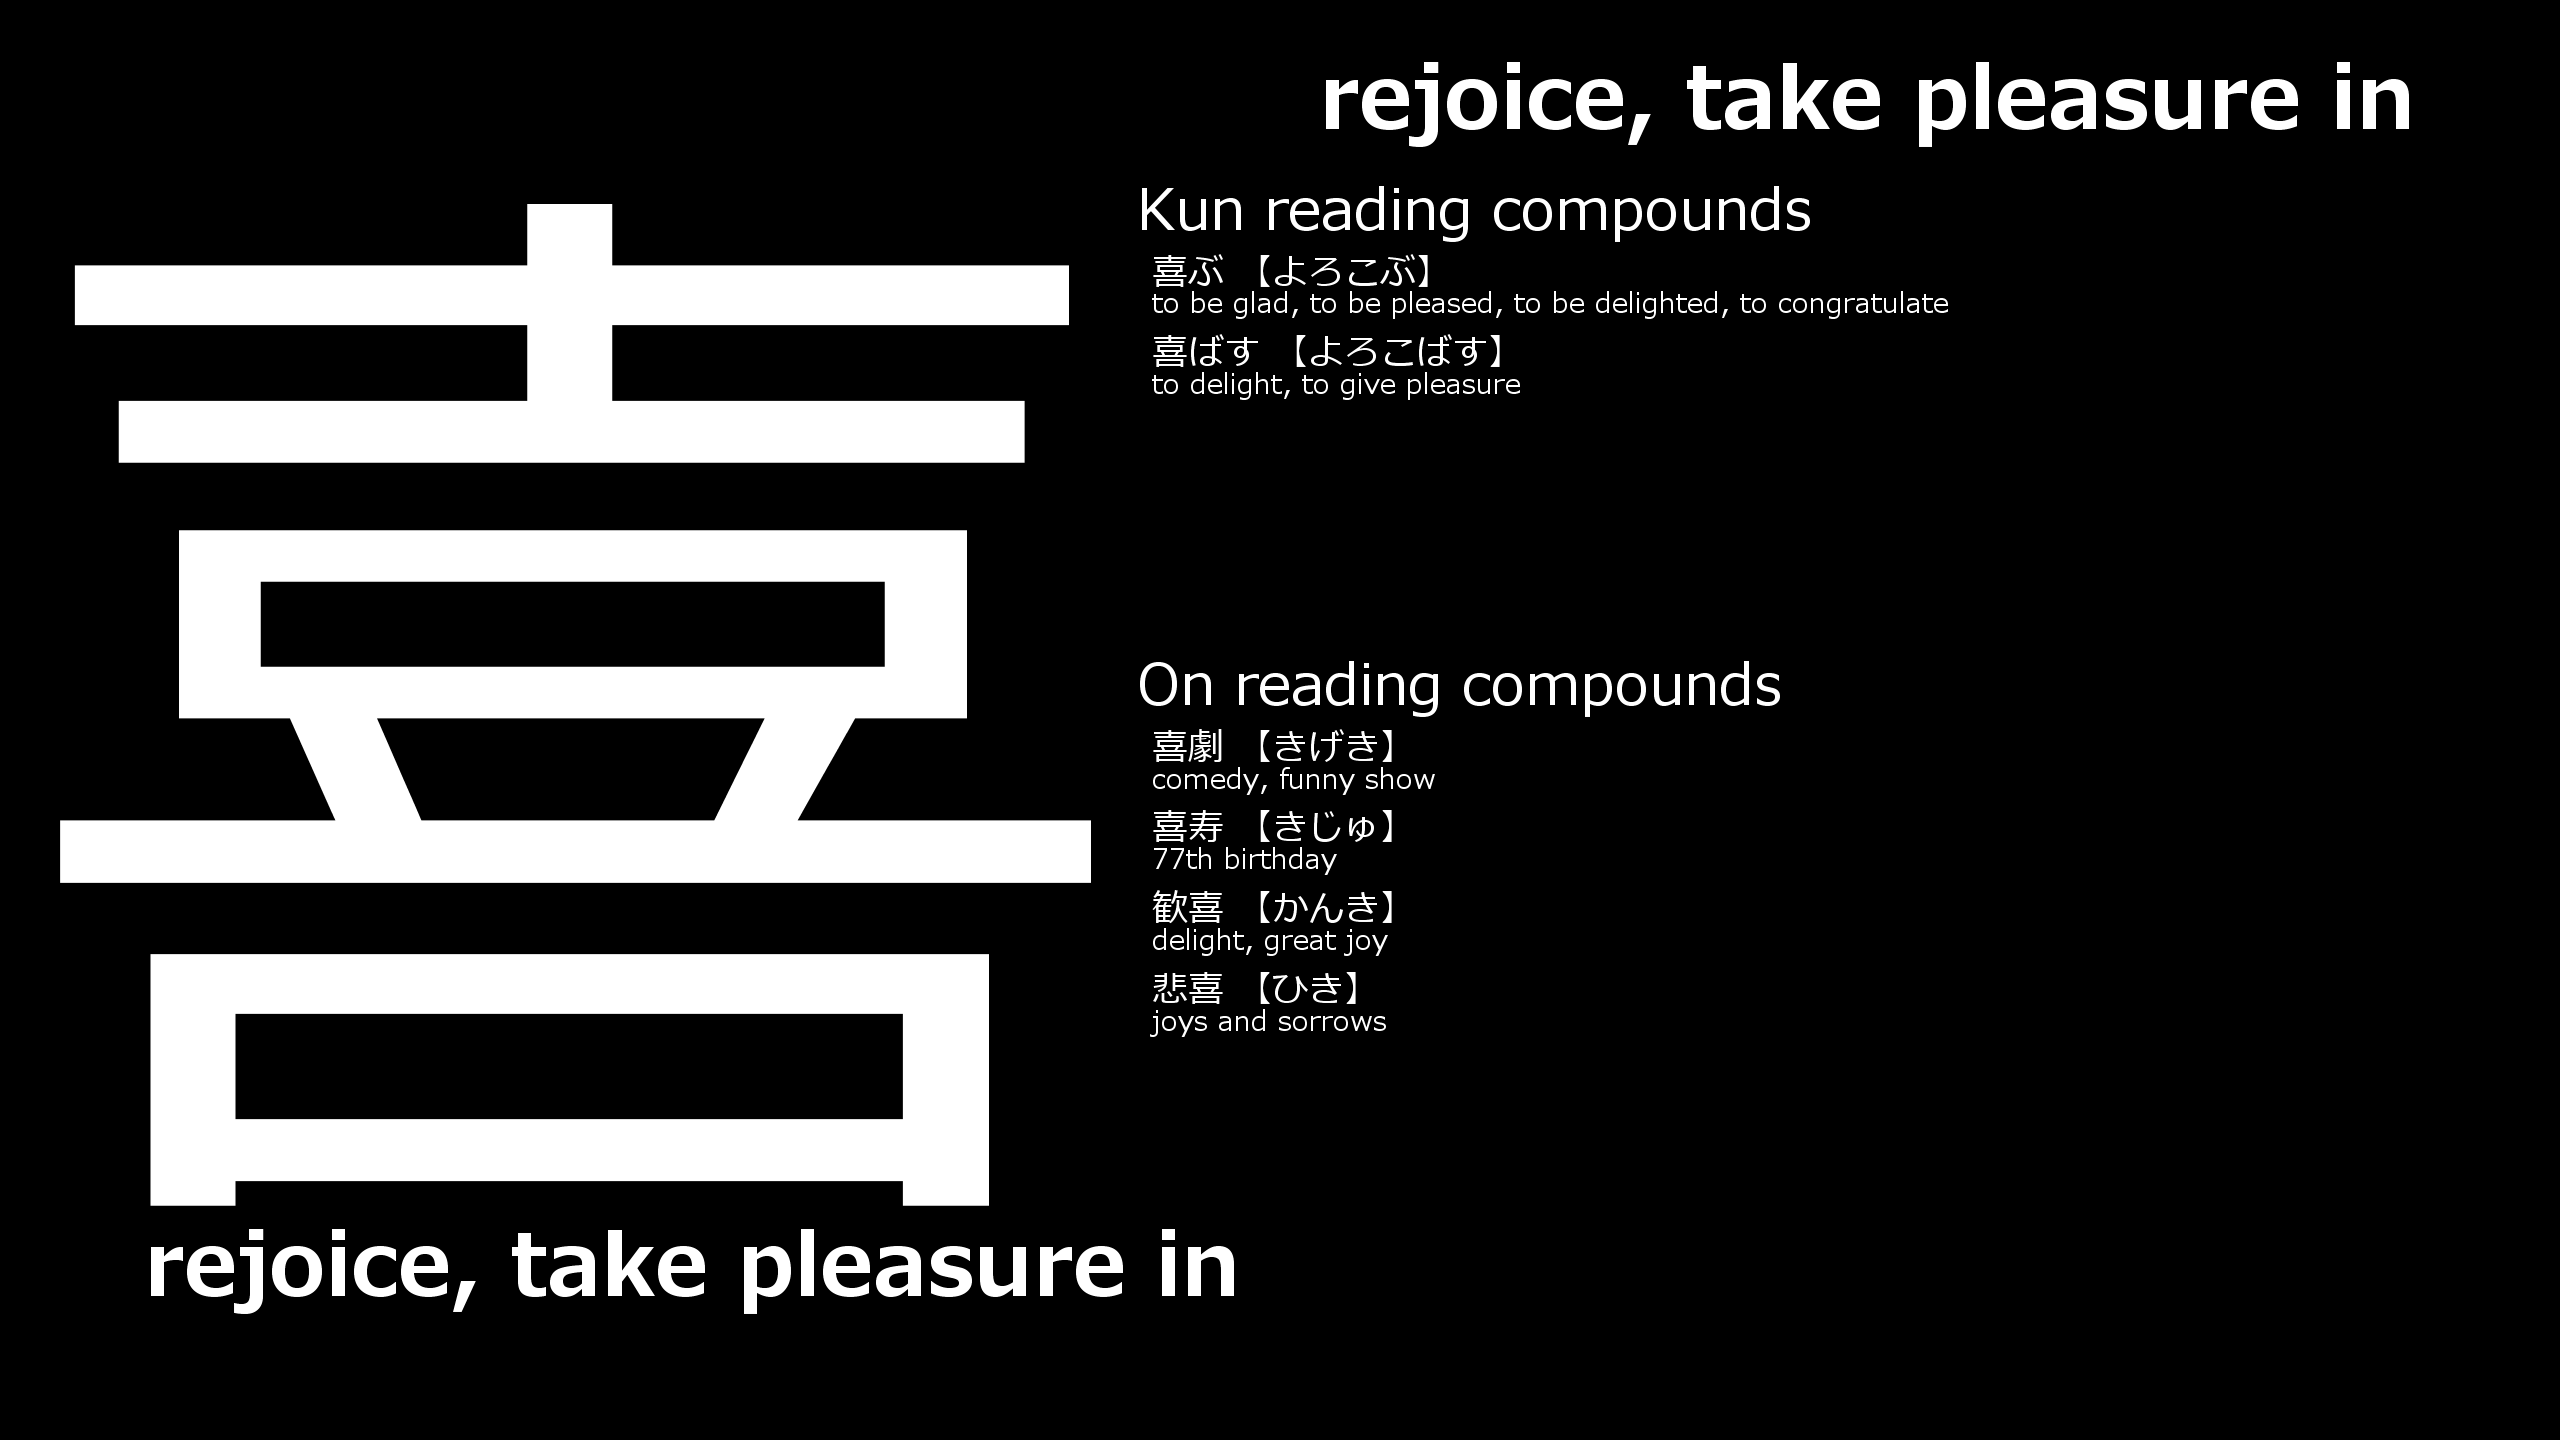 rejoice, take pleasure in
喜
Kun reading compounds
喜ぶ 【よろこぶ】
to be glad, to be pleased, to be delighted, to congratulate
喜ばす 【よろこばす】
to delight, to give pleasure
On reading compounds
喜劇 【きげき】
comedy, funny show
喜寿 【きじゅ】
77th birthday
歓喜 【かんき】
delight, great joy
悲喜 【ひき】
joys and sorrows
rejoice, take pleasure in